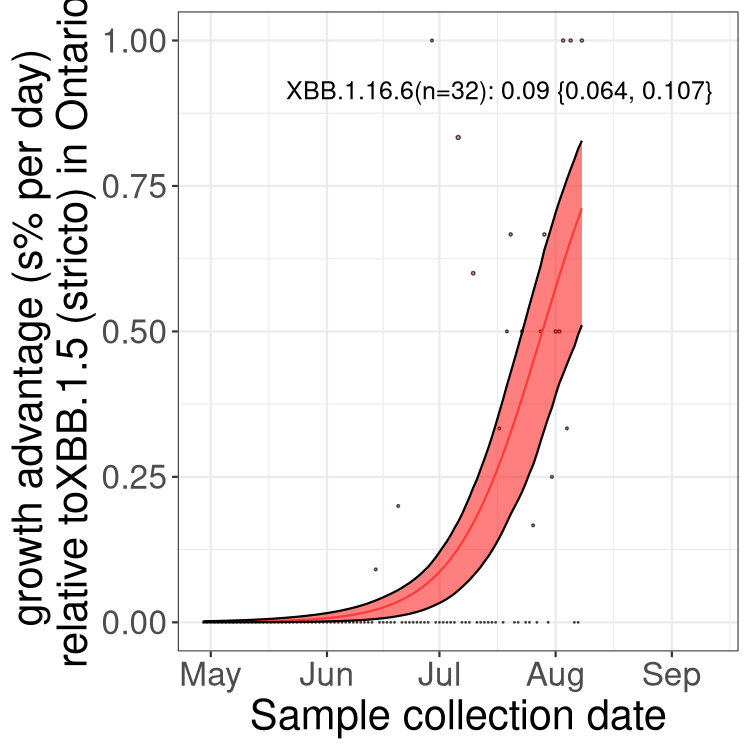 growth advantage (s% per day)
relative toXBB.1.5 (stricto) in Ontario
1.00
0.75
0.50
0.25
0.00
XBB.1.16.6(n=32): 0.09 {0.064, 0.107}
May Jun Jul Aug Sep
Sample collection date